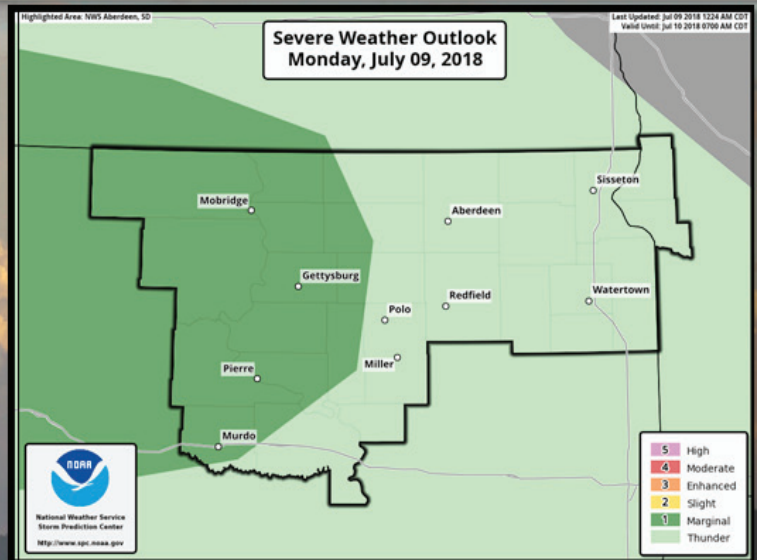 Highlighted Area: NWS Aberdeen, SD
Last Updated: Jul 09 2018 1224 AM CDT
Valid Until: Jul 10 2018 0700 AM CDT
Severe Weather Outlook
Monday, July 09, 2018
Sisseton
Mobridge
Aberdeen
Gettysburg
Watertown
Redfield
Polo
Miller
Pierre
Murdo
NOAA
National Weather Service
Storm Prediction Center
http://www.spc.noaa.gov
5 High
4 Moderate
3 Enhanced
2 Slight
1 Marginal
Thunder